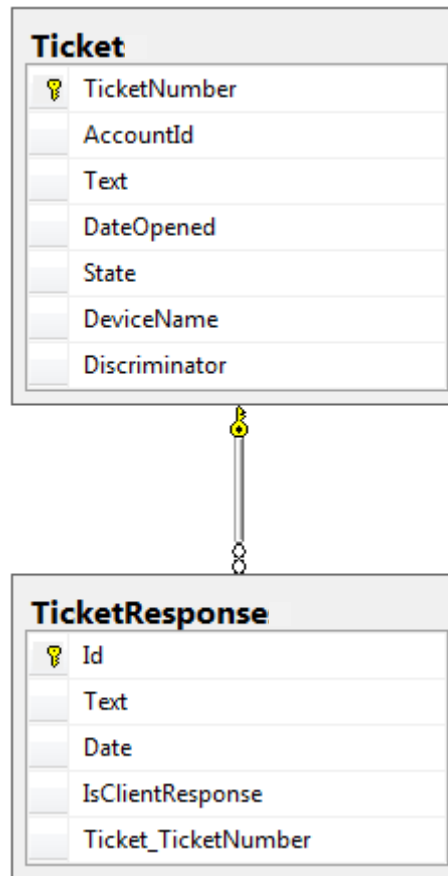 Ticket
TicketNumber
AccountId
Text
DateOpened
State
DeviceName
Discriminator
TicketResponse
Id
Text
Date
IsClientResponse
Ticket_TicketNumber